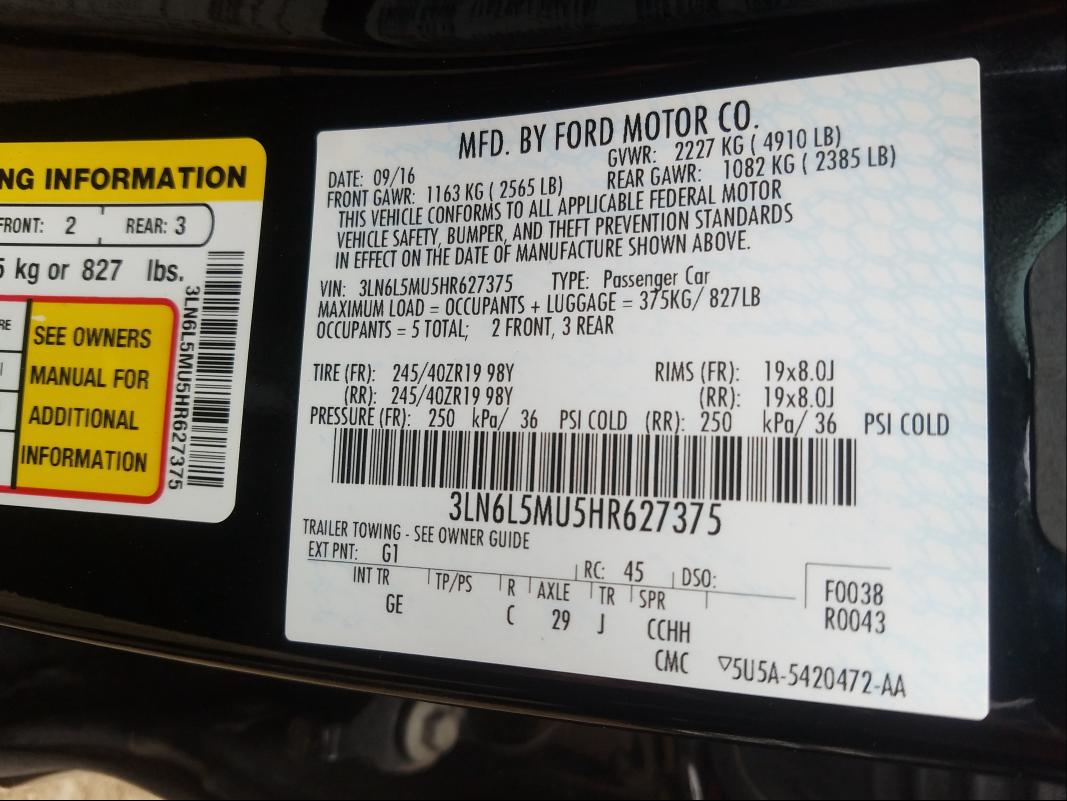 NG INFORMATION
FRONT: 2 REAR: 3
5 kg or 827 lbs.
RE
SEE OWNERS
MANUAL FOR
ADDITIONAL
INFORMATION
3LN6L5MU5HR627375
MFD. BY FORD MOTOR CO.
DATE: 09/16 GVWR: 2227 KG ( 4910 LB)
FRONT GAWR: 1163 KG ( 2565 LB) REAR GAWR: 1082 KG ( 2385 LB)
THIS VEHICLE CONFORMS TO ALL APPLICABLE FEDERAL MOTOR
VEHICLE SAFETY, BUMPER, AND THEFT PREVENTION STANDARDS
IN EFFECT ON THE DATE OF MANUFACTURE SHOWN ABOVE.
VIN: 3LN6L5MU5HR627375 TYPE: Passenger Car
MAXIMUM LOAD = OCCUPANTS + LUGGAGE = 375KG/ 827LB
OCCUPANTS = 5 TOTAL; 2 FRONT, 3 REAR
TIRE (FR): 245/40ZR19 98Y RIMS (FR): 19x8.0J
(RR): 245/40ZR19 98Y (RR): 19x8.0J
PRESSURE (FR): 250 kPa/ 36 PSI COLD (RR): 250 kPa/ 36 PSI COLD
3LN6L5MU5HR627375
TRAILER TOWING - SEE OWNER GUIDE
EXT PNT: G1 RC: 45 DSO:
INT TR TP/PS R AXLE TR SPR
GE C 29 J CCHH
CMC
F0038
R0043
▽5U5A-5420472-AA